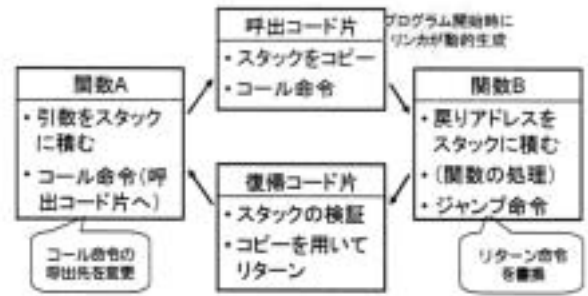 呼出コード片
・スタックをコピー
・コール命令
プログラム開始時に
リンカが動的生成
関数A
・引数をスタック
に積む
・コール命令(呼
出コード片へ)
関数B
・戻りアドレスを
スタックに積む
・(関数の処理)
・ジャンプ命令
復帰コード片
・スタックの検証
・コピーを用いて
リターン
コール命令の
呼出先を変更
リターン命令
を置換